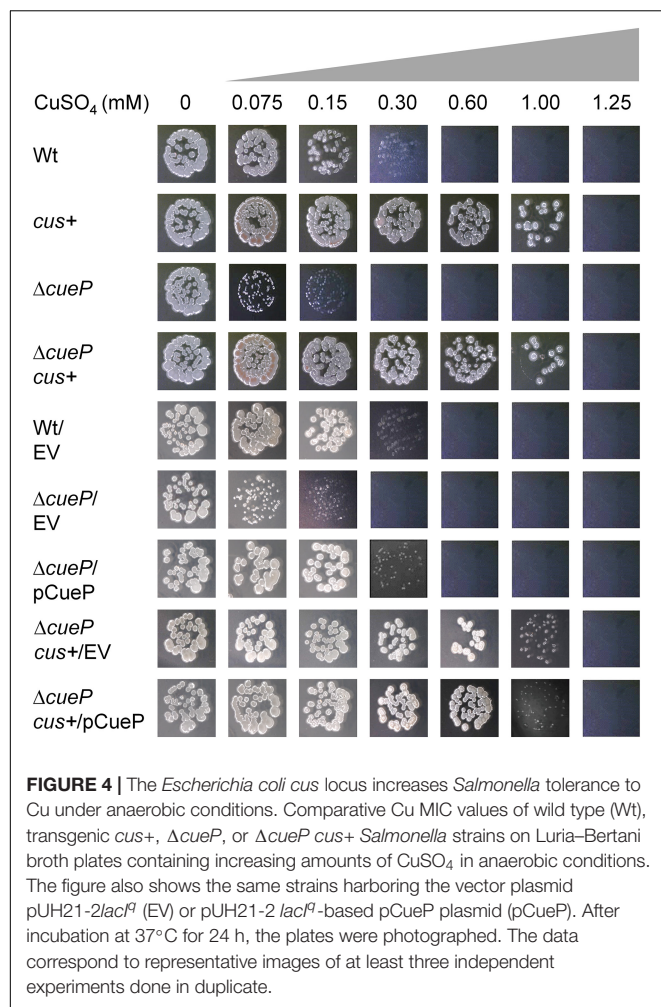 CuSO₄ (mM) 0 0.075 0.15 0.30 0.60 1.00 1.25
Wt
cus+
ΔcueP
ΔcueP
cus+
Wt/
EV
ΔcueP/
EV
ΔcueP/
pCueP
ΔcueP
cus+/EV
ΔcueP
cus+/pCueP
FIGURE 4 | The Escherichia coli cus locus increases Salmonella tolerance to
Cu under anaerobic conditions. Comparative Cu MIC values of wild type (Wt),
transgenic cus+, ΔcueP, or ΔcueP cus+ Salmonella strains on Luria–Bertani
broth plates containing increasing amounts of CuSO₄ in anaerobic conditions.
The figure also shows the same strains harboring the vector plasmid
pUH21-2lacI^q (EV) or pUH21-2 lacI^q-based pCueP plasmid (pCueP). After
incubation at 37°C for 24 h, the plates were photographed. The data
correspond to representative images of at least three independent
experiments done in duplicate.